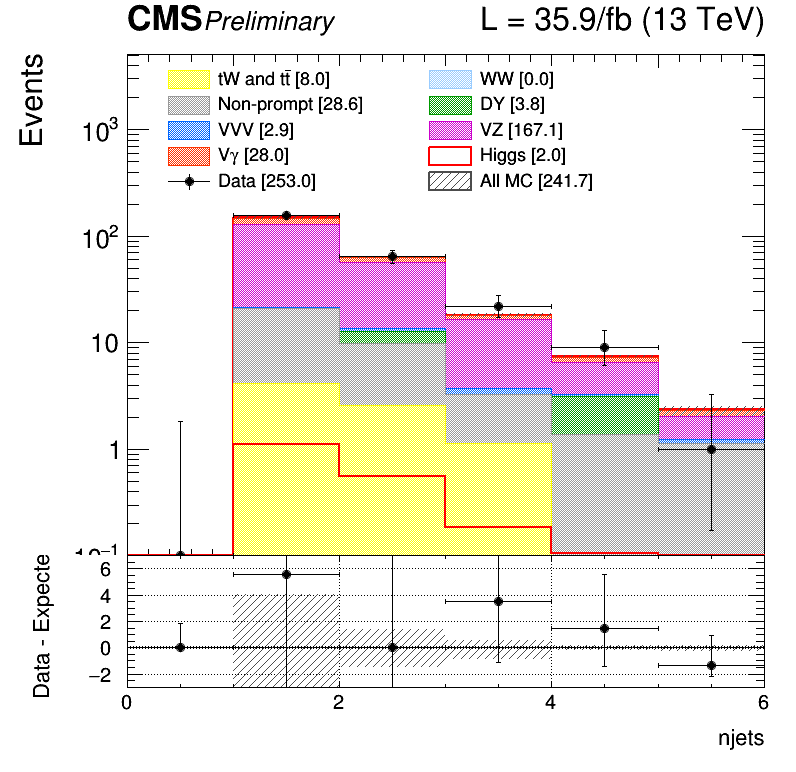 CMS Preliminary L = 35.9/fb (13 TeV)
Events
tW and tt̄ [8.0] WW [0.0]
Non-prompt [28.6] DY [3.8]
VVV [2.9] VZ [167.1]
Vγ [28.0] Higgs [2.0]
Data [253.0] All MC [241.7]
10³
10²
10
1
10⁻¹
Data - Expecte
6
4
2
0
−2
0 2 4 6
njets